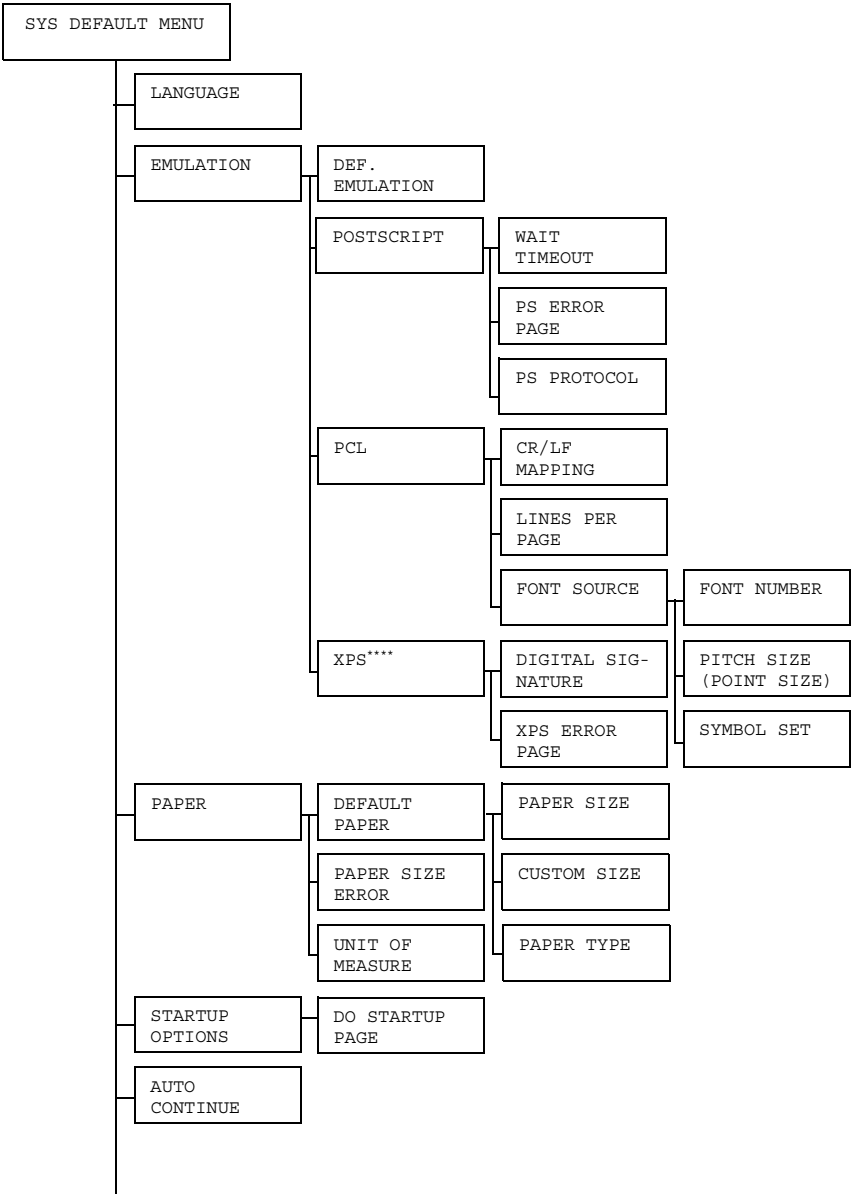 SYS DEFAULT MENU
LANGUAGE
EMULATION
DEF.
EMULATION
POSTSCRIPT
WAIT
TIMEOUT
PS ERROR
PAGE
PS PROTOCOL
PCL
CR/LF
MAPPING
LINES PER
PAGE
FONT SOURCE
FONT NUMBER
PITCH SIZE
(POINT SIZE)
SYMBOL SET
XPS****
DIGITAL SIG-
NATURE
XPS ERROR
PAGE
PAPER
DEFAULT
PAPER
PAPER SIZE
CUSTOM SIZE
PAPER TYPE
PAPER SIZE
ERROR
UNIT OF
MEASURE
STARTUP
OPTIONS
DO STARTUP
PAGE
AUTO
CONTINUE